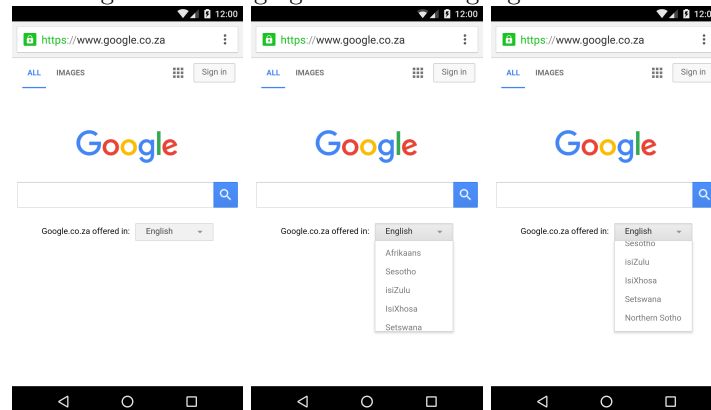 12:00
https://www.google.co.za
ALL IMAGES Sign in
Google
Google.co.za offered in: English
12:00
https://www.google.co.za
ALL IMAGES Sign in
Google
Google.co.za offered in: English
Afrikaans
Sesotho
isiZulu
IsiXhosa
Setswana
12:00
https://www.google.co.za
ALL IMAGES Sign in
Google
Google.co.za offered in: English
Sesotho
isiZulu
IsiXhosa
Setswana
Northern Sotho